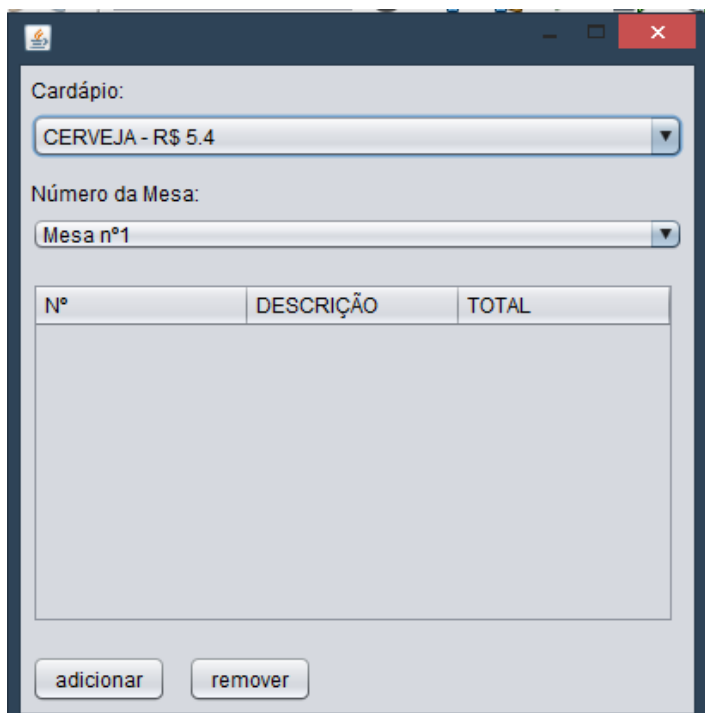 Cardápio:
CERVEJA - R$ 5.4
Número da Mesa:
Mesa nº1
Nº DESCRIÇÃO TOTAL
adicionar remover